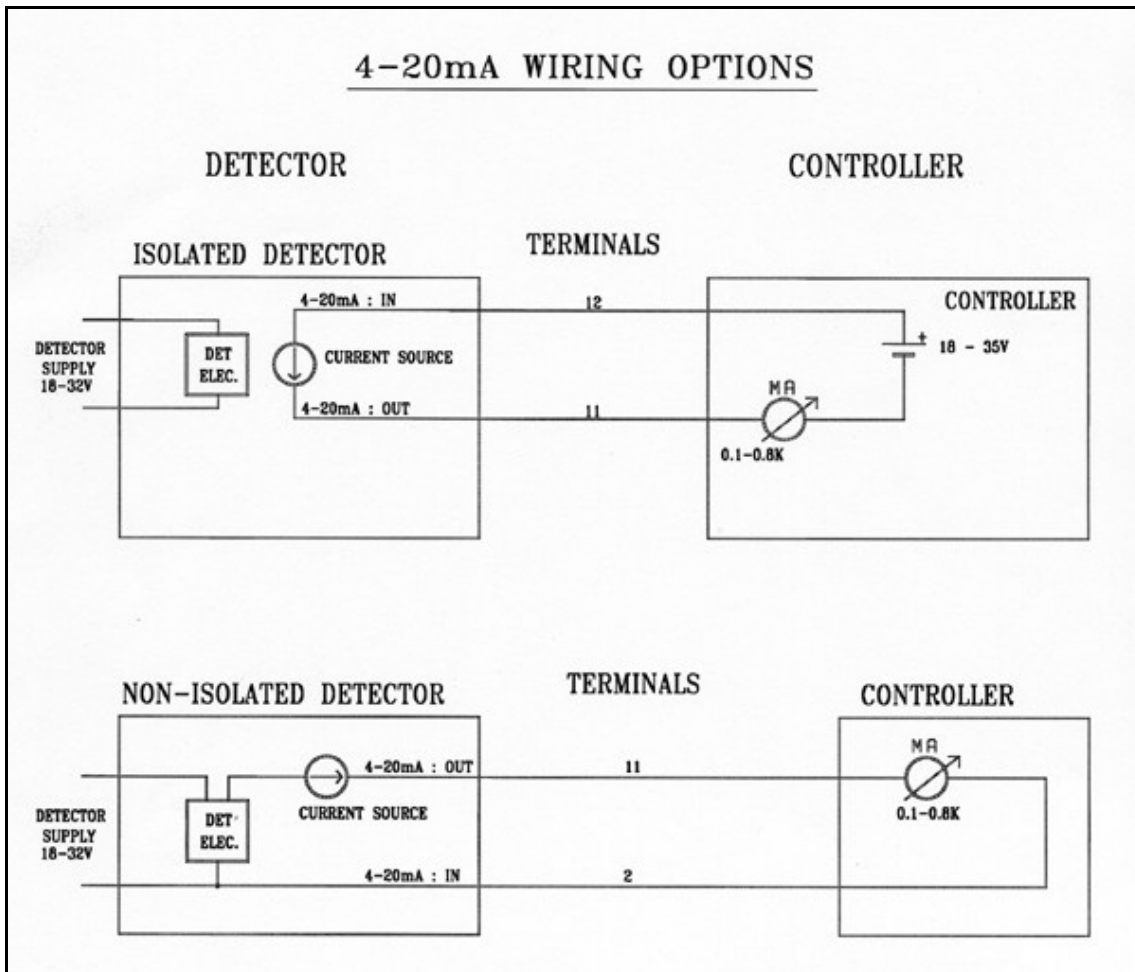 4-20mA WIRING OPTIONS
DETECTOR
CONTROLLER
ISOLATED DETECTOR
TERMINALS
4-20mA : IN
12
CONTROLLER
DETECTOR
SUPPLY
18-32V
DET
ELEC.
CURRENT SOURCE
+
18 - 35V
MA
4-20mA : OUT
11
0.1-0.8K
NON-ISOLATED DETECTOR
TERMINALS
CONTROLLER
MA
4-20mA : OUT
11
0.1-0.8K
DETECTOR
SUPPLY
18-32V
DET
ELEC.
CURRENT SOURCE
4-20mA : IN
2